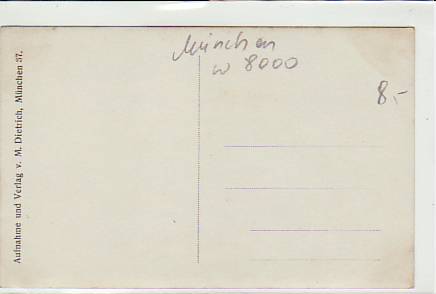 München
w 8000
8.-
Aufnahme und Verlag v. M. Dietrich, München 37.